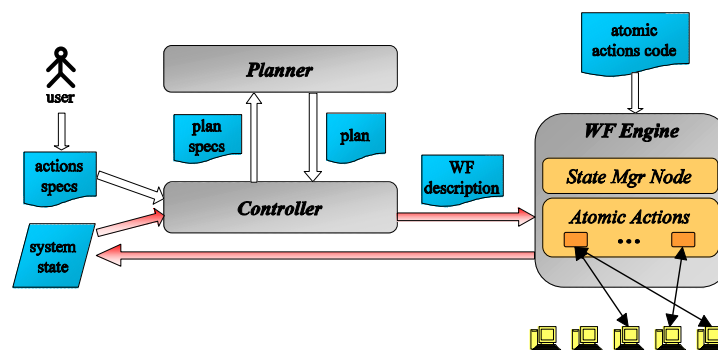 atomic
actions code
Planner
user
plan
specs
plan
WF Engine
actions
specs
WF
description
State Mgr Node
Controller
Atomic Actions
system
state
...